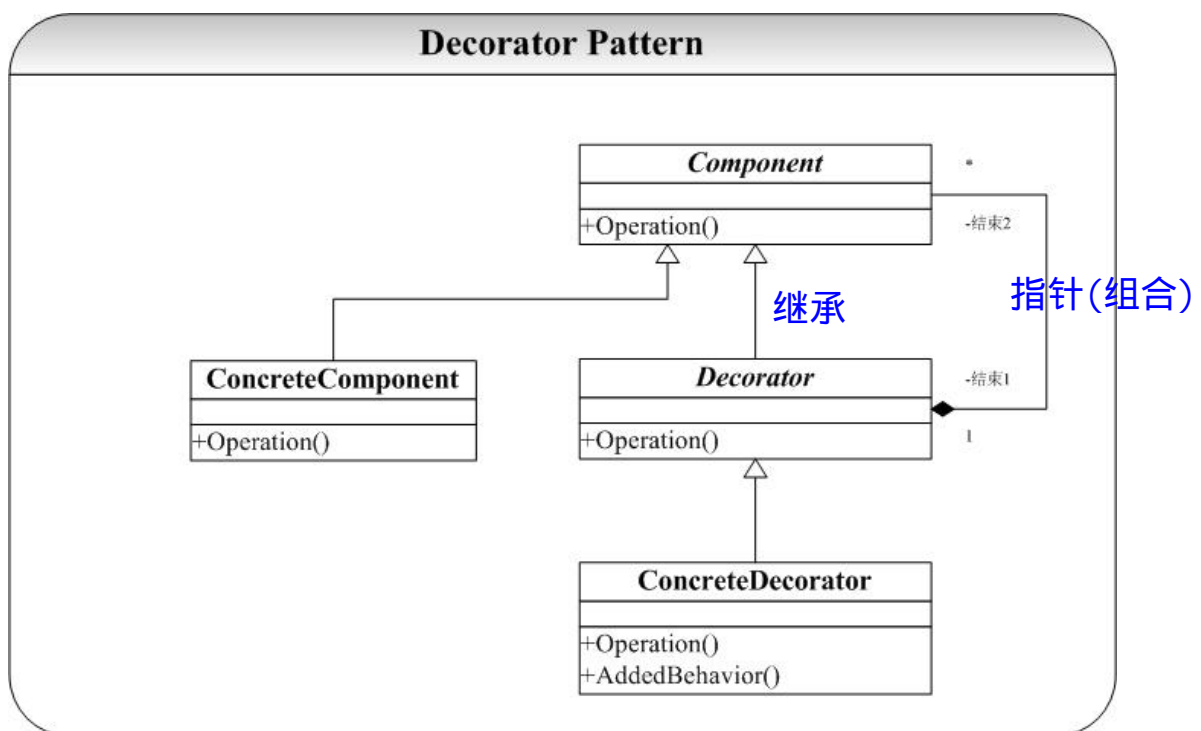 Decorator Pattern
Component
*
+Operation()
-结束2
继承
指针(组合)
ConcreteComponent
+Operation()
Decorator
-结束1
+Operation()
1
ConcreteDecorator
+Operation()
+AddedBehavior()